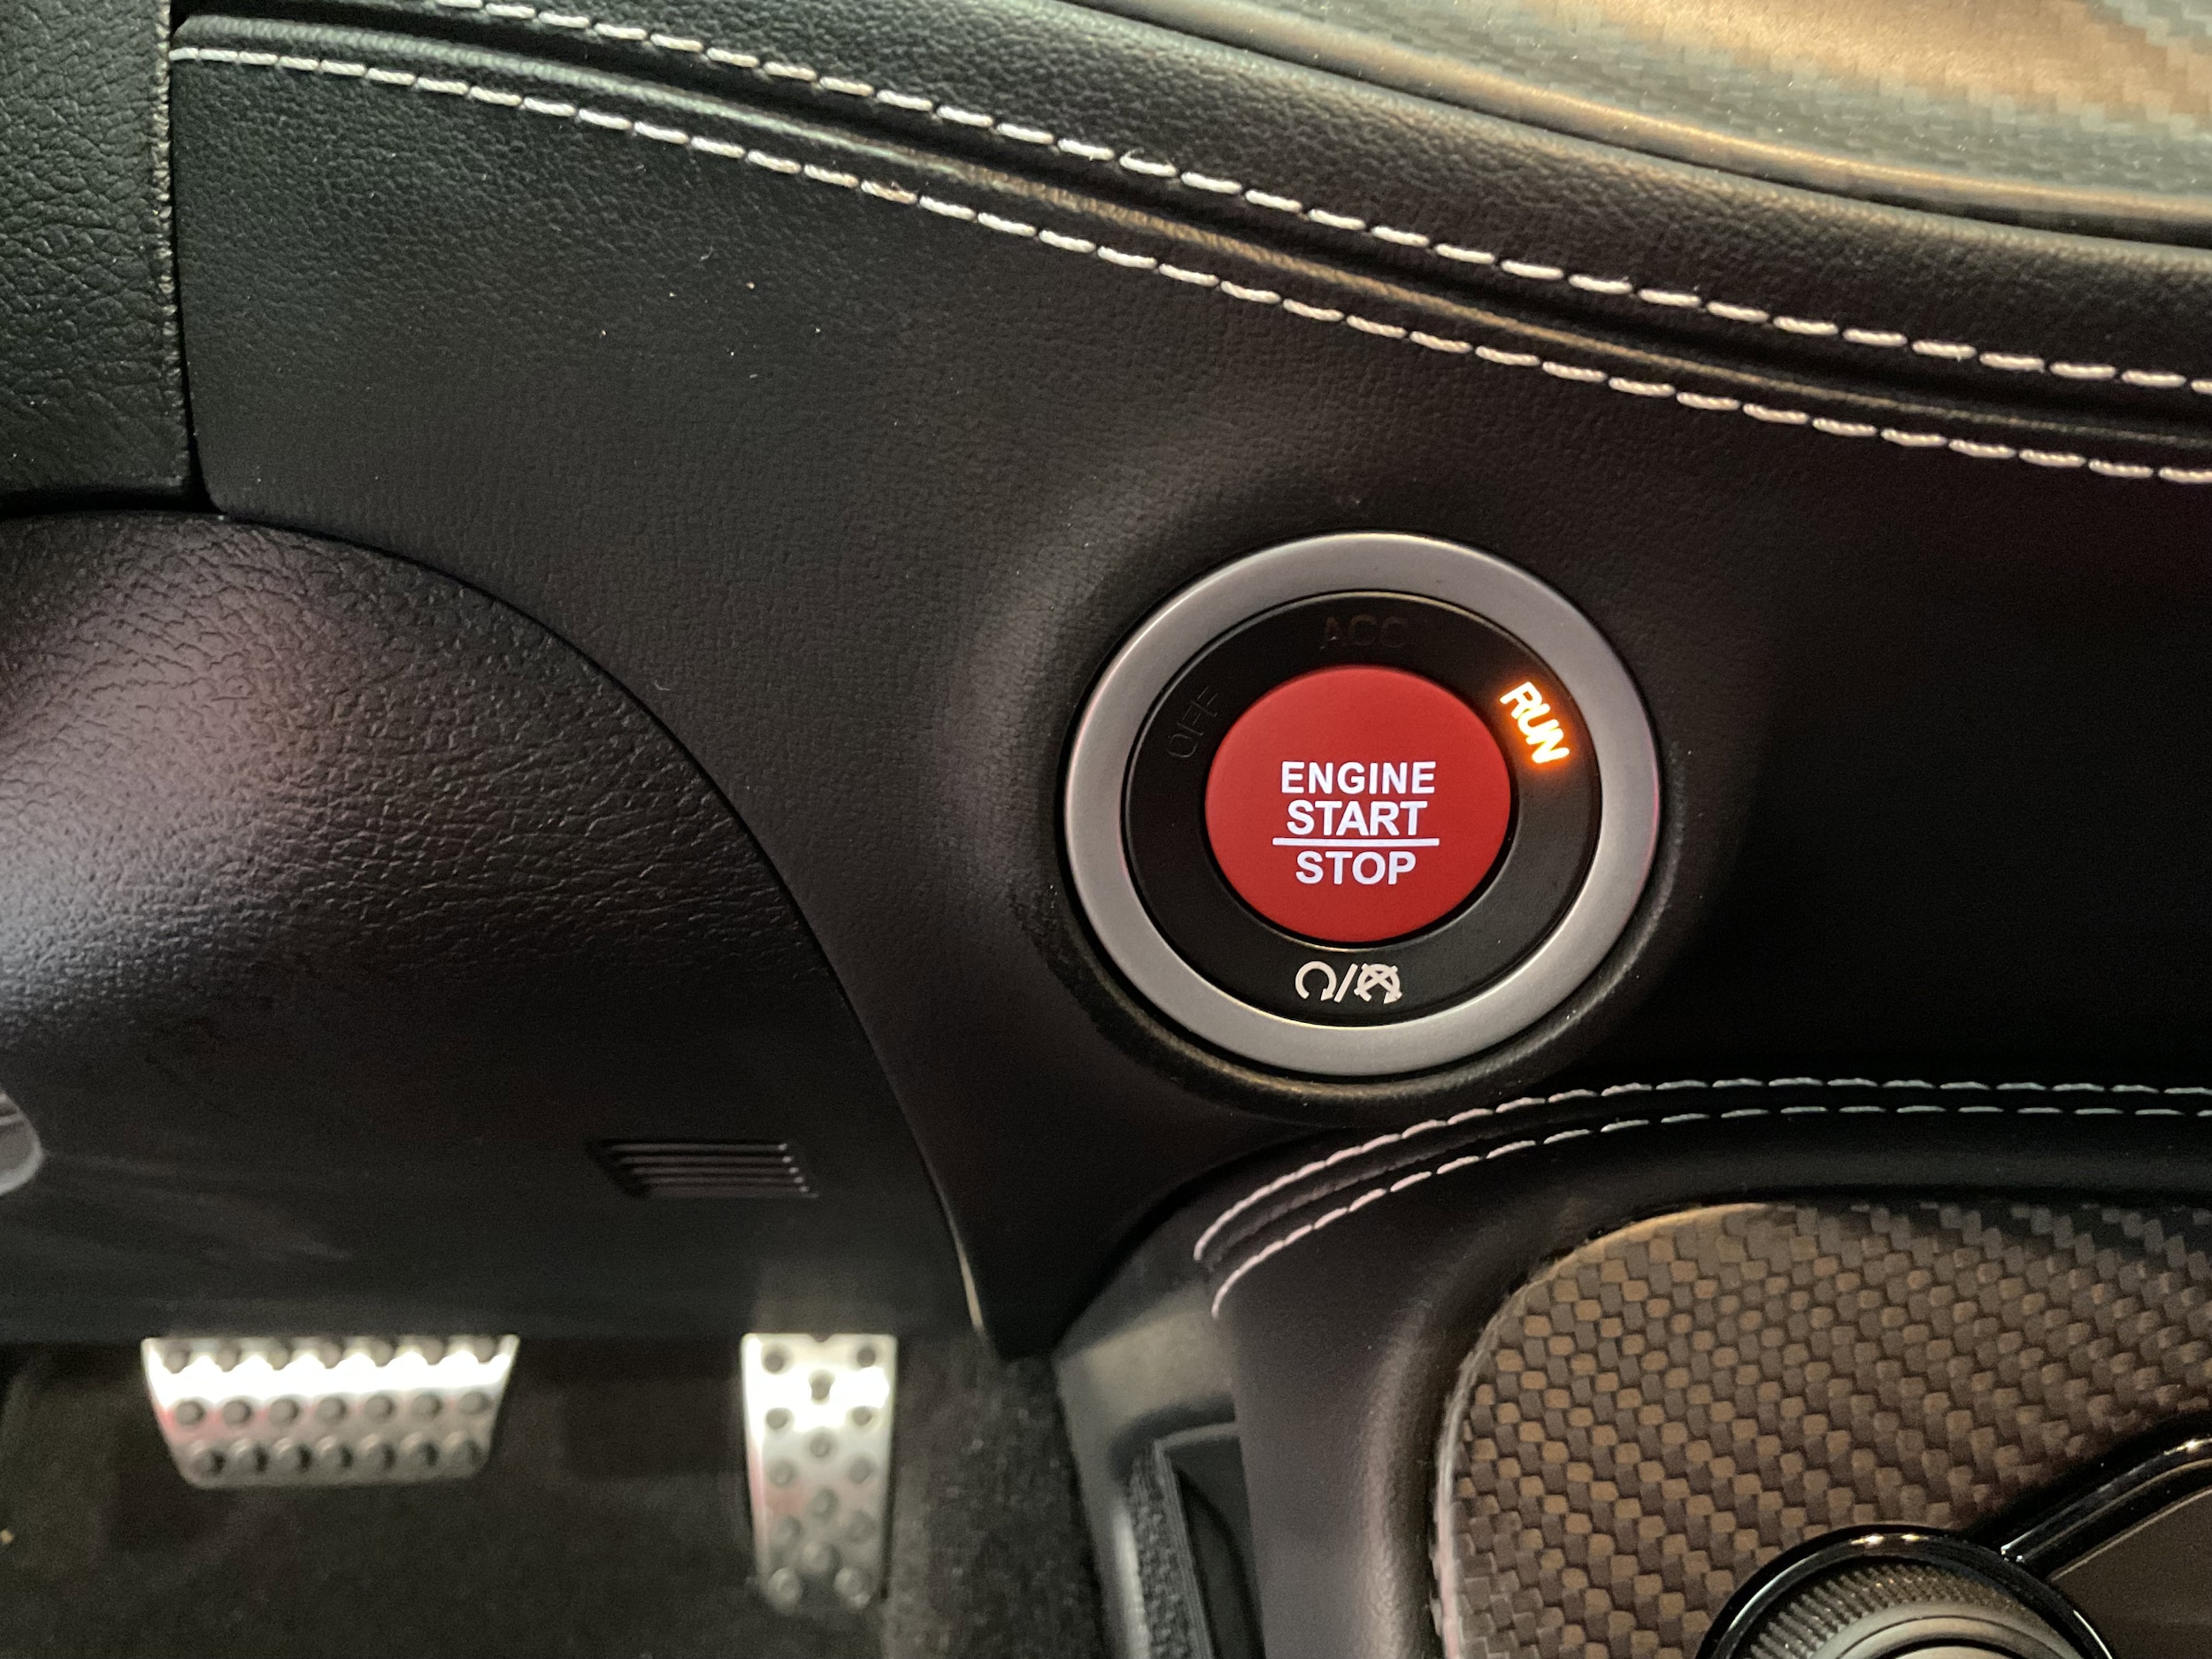 ACC
OFF
RUN
ENGINE
START
STOP